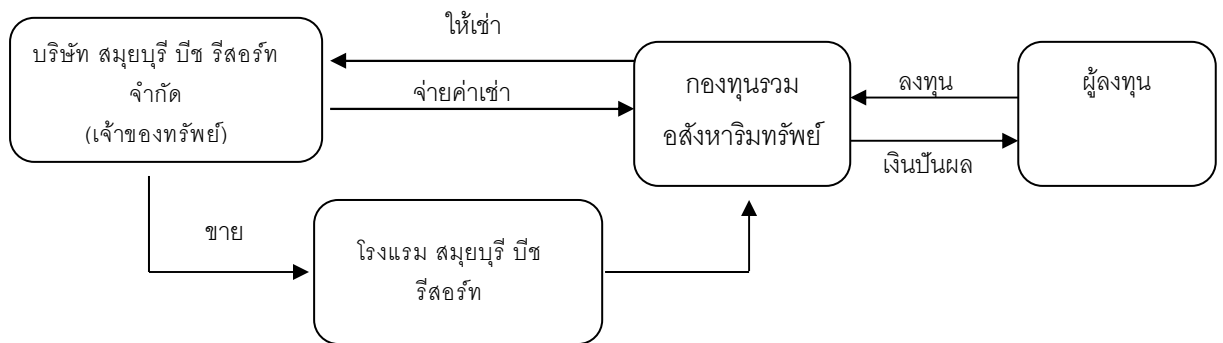 ให้เช่า
บริษัท สมุยบุรี บีช รีสอร์ท
จำกัด
(เจ้าของทรัพย์)
จ่ายค่าเช่า
กองทุนรวม
อสังหาริมทรัพย์
ลงทุน
เงินปันผล
ผู้ลงทุน
ขาย
โรงแรม สมุยบุรี บีช
รีสอร์ท